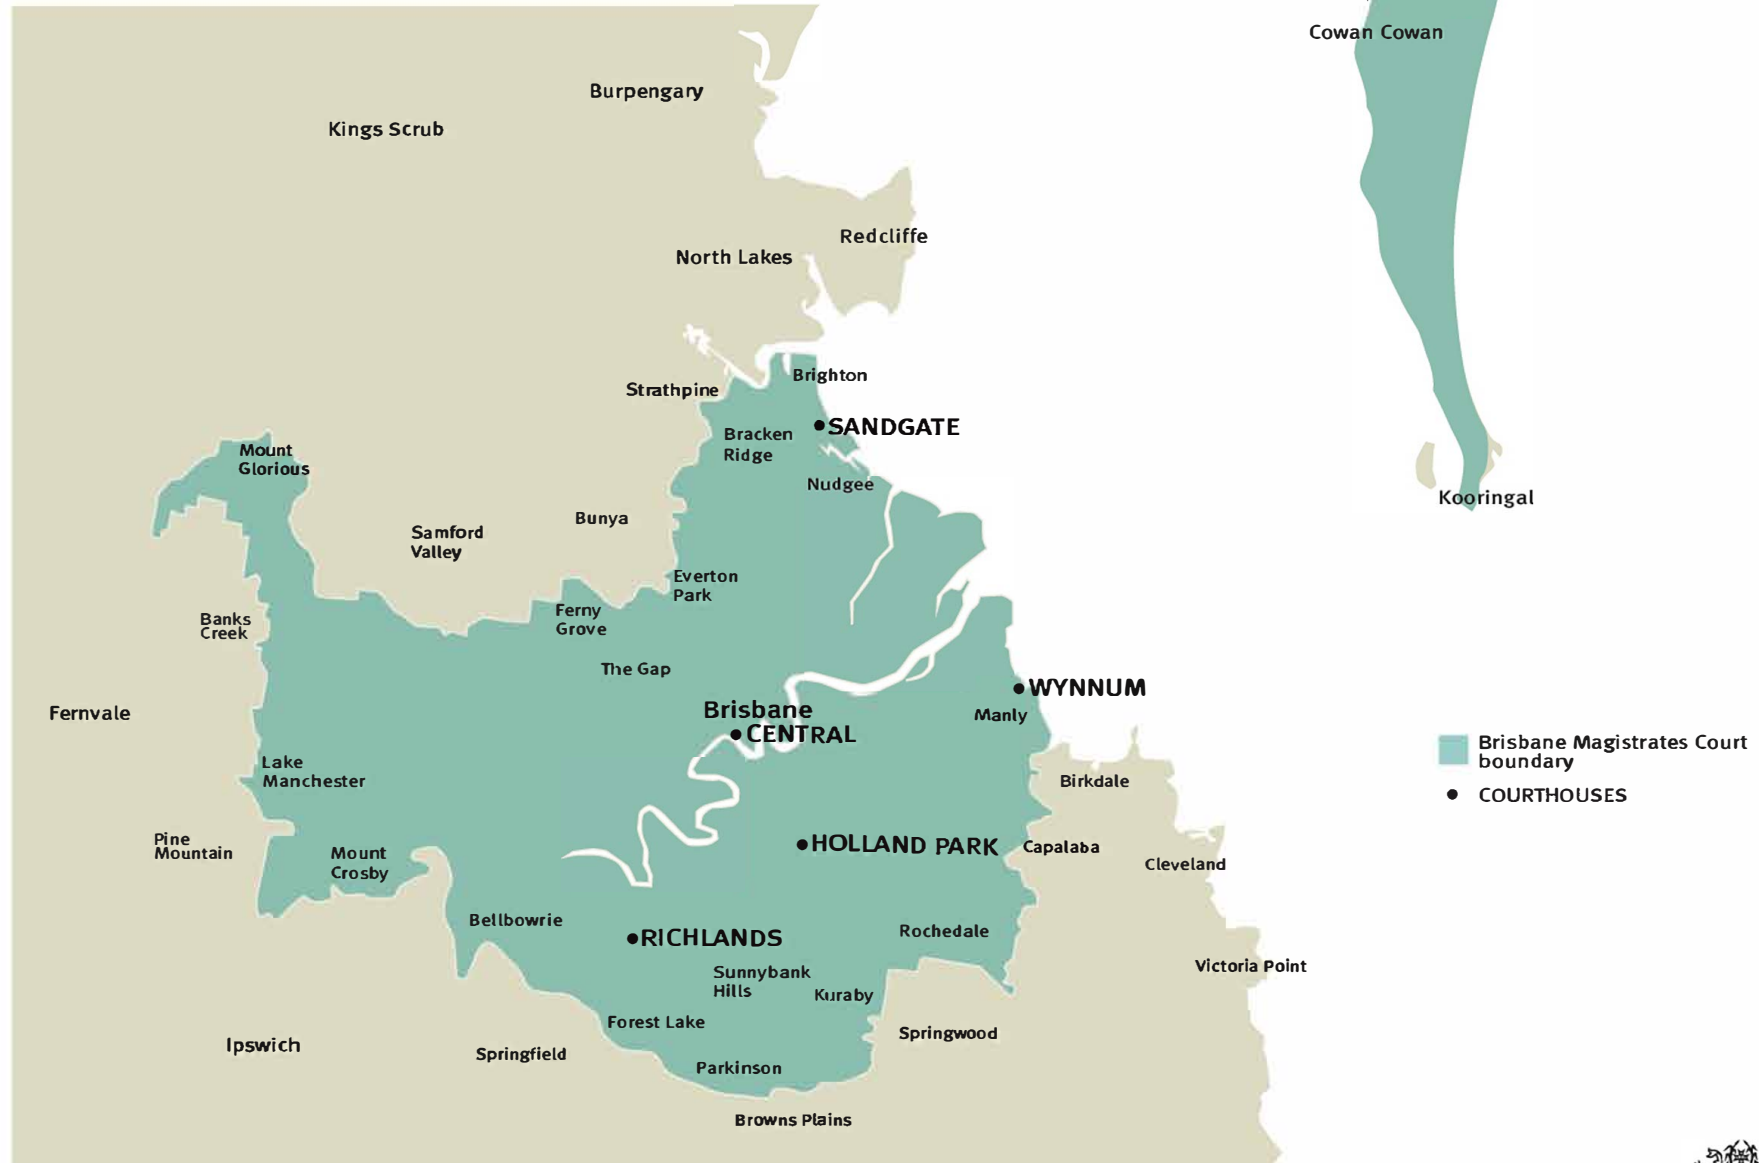 Cowan Cowan
Burpengary
Kings Scrub
Redcliffe
North Lakes
Brighton
Strathpine
SANDGATE
Bracken
Ridge
Mount
Glorious
Nudgee
Kooringal
Bunya
Samford
Valley
Everton
Park
Ferny
Grove
Banks
Creek
The Gap
WYNNUM
Fernvale
Brisbane
CENTRAL
Manly
Brisbane Magistrates Court
boundary
COURTHOUSES
Lake
Manchester
Birkdale
Pine
Mountain
Mount
Crosby
HOLLAND PARK
Capalaba
Cleveland
Bellbowrie
RICHLANDS
Rochedale
Victoria Point
Sunnybank
Hills
Kuraby
Forest Lake
Springwood
Ipswich
Springfield
Parkinson
Browns Plains